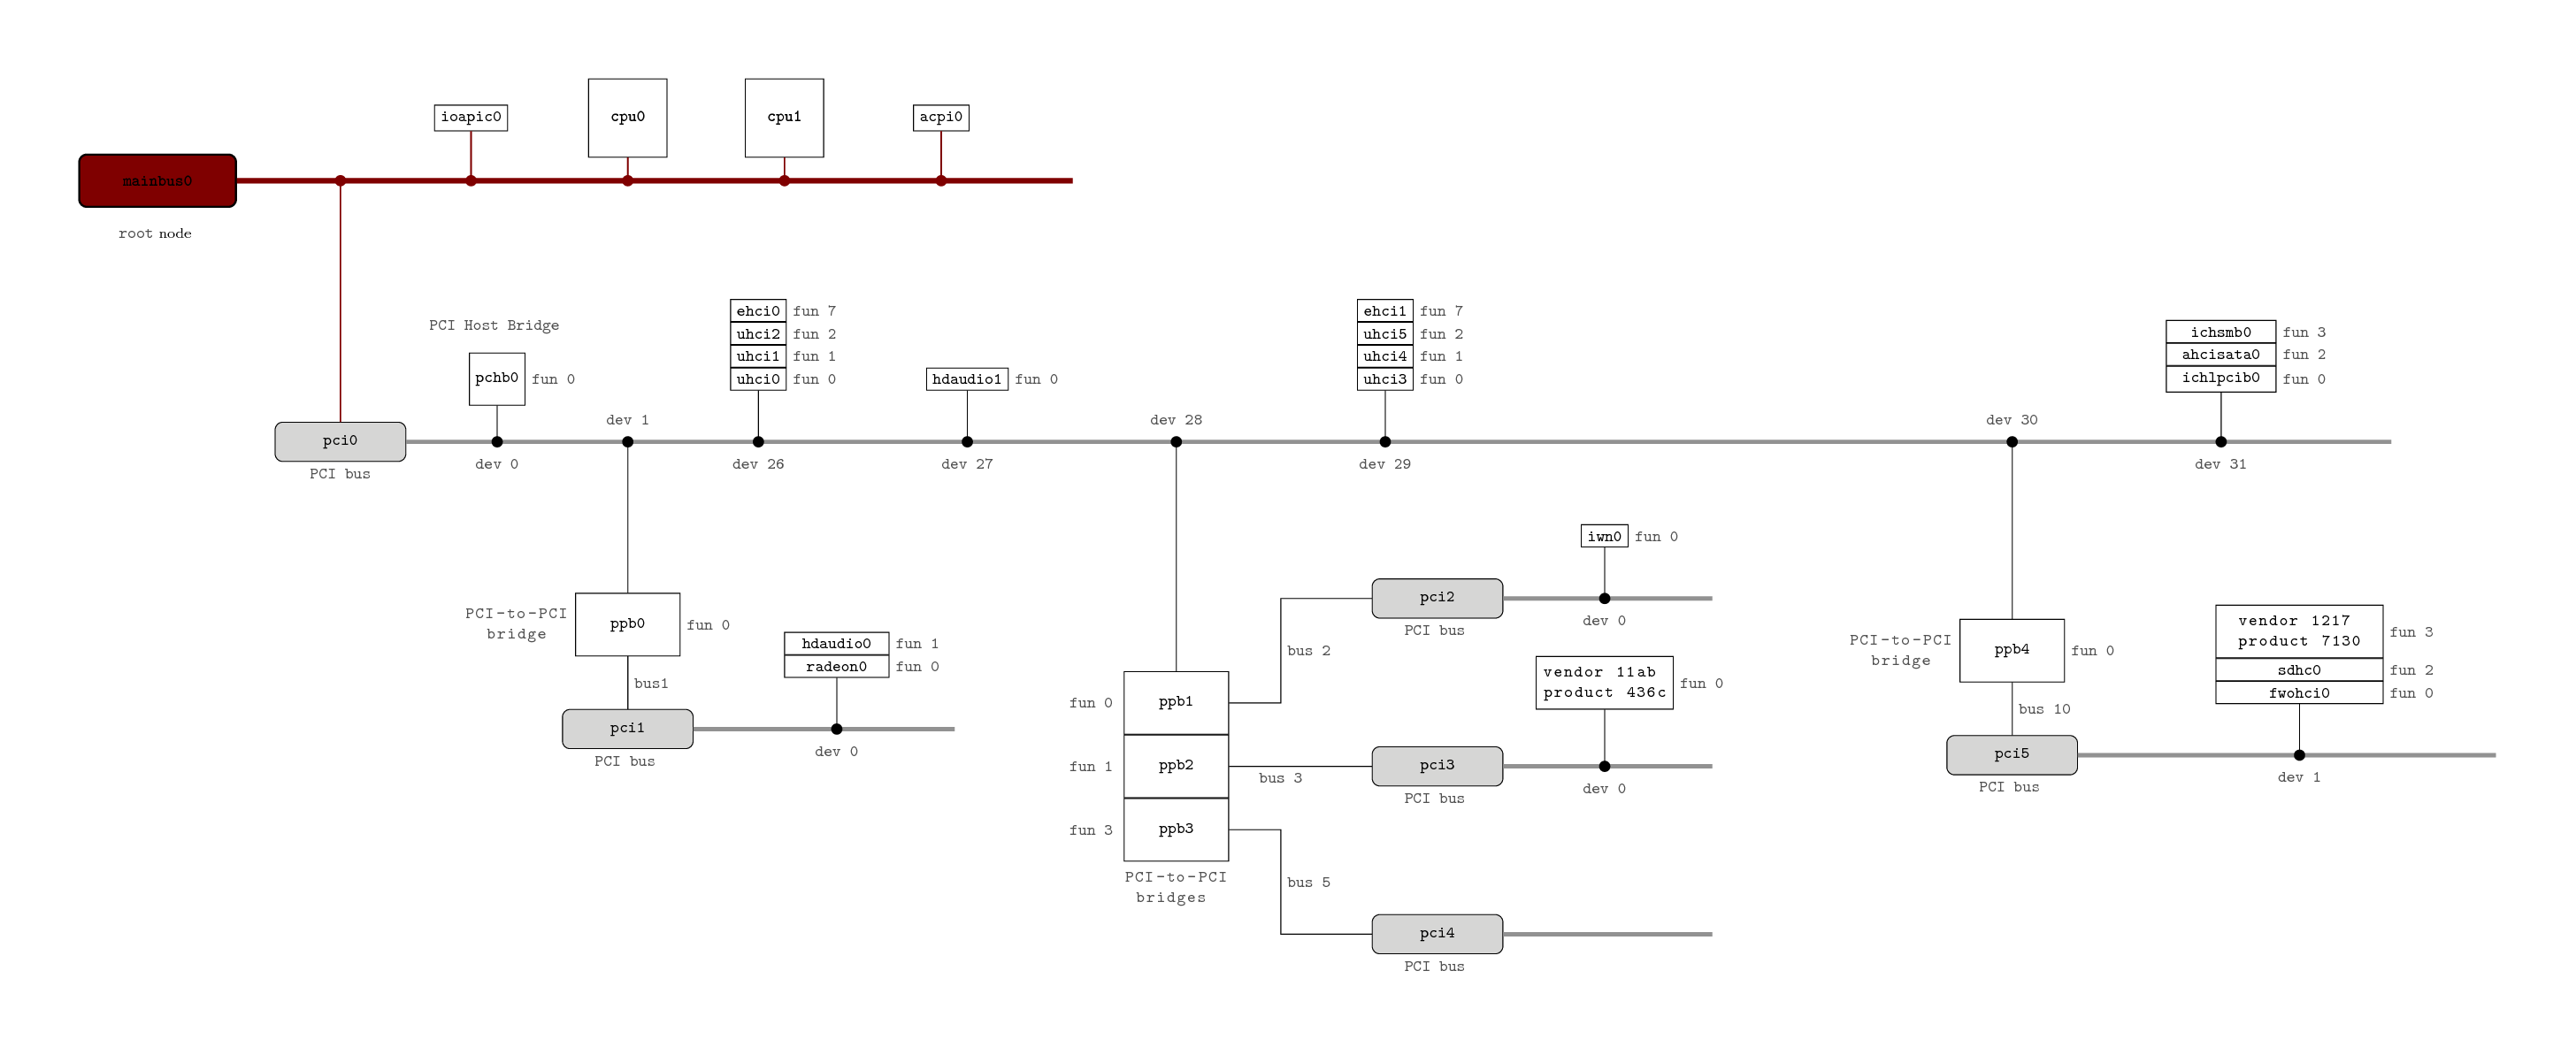 ioapic0
cpu0
cpu1
acpi0
mainbus0
root node
PCI Host Bridge
pchb0 fun 0
ehci0 fun 7
uhci2 fun 2
uhci1 fun 1
uhci0 fun 0
hdaudio1 fun 0
ehci1 fun 7
uhci5 fun 2
uhci4 fun 1
uhci3 fun 0
ichsmb0 fun 3
ahcisata0 fun 2
ichlpcib0 fun 0
dev 1
dev 28
dev 30
pci0
PCI bus
dev 0
dev 26
dev 27
dev 29
dev 31
PCI-to-PCI
bridge
ppb0 fun 0
bus1
hdaudio0 fun 1
radeon0 fun 0
pci1
PCI bus
dev 0
fun 0 ppb1
fun 1 ppb2
fun 3 ppb3
PCI-to-PCI
bridges
bus 2
bus 3
bus 5
iwn0 fun 0
pci2
PCI bus
dev 0
vendor 11ab
product 436c
fun 0
pci3
PCI bus
dev 0
pci4
PCI bus
PCI-to-PCI
bridge
ppb4 fun 0
bus 10
vendor 1217
product 7130
fun 3
sdhc0 fun 2
fwohci0 fun 0
pci5
PCI bus
dev 1